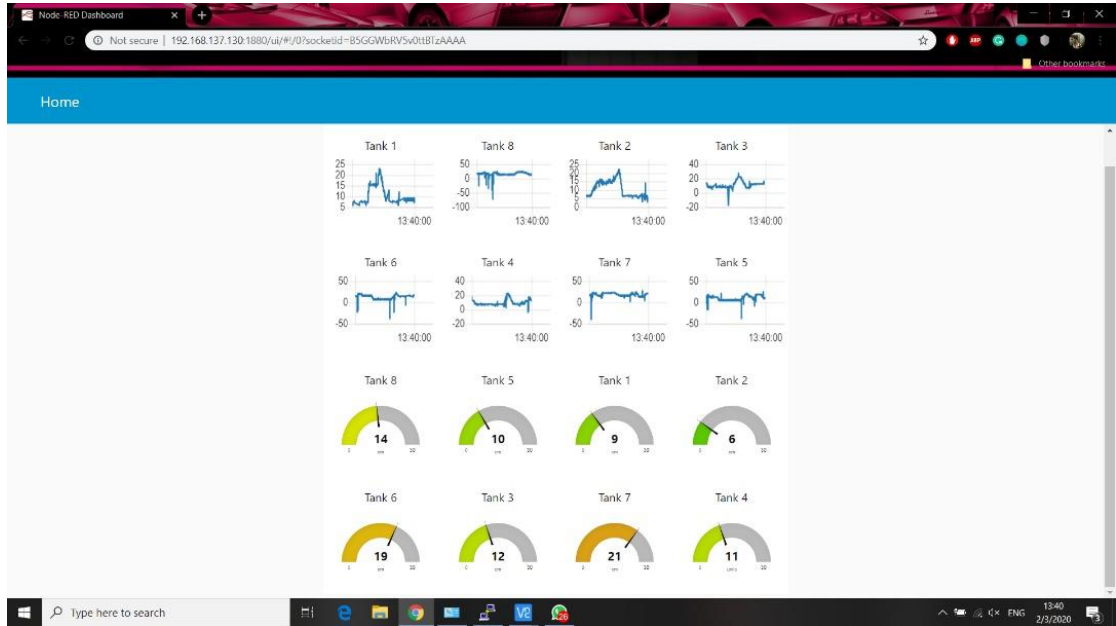 Node-RED Dashboard
Not secure | 192.168.137.130:1880/ui/#!/0?socketid=B5GGWbRV5v0ttBTzAAAA
Other bookmarks
Home
Tank 1 Tank 8 Tank 2 Tank 3
25 20 15 10 5
13:40:00
50 0 -50 -100
13:40:00
25 20 15 10 5 0
13:40:00
40 20 0 -20
13:40:00
Tank 6 Tank 4 Tank 7 Tank 5
50 0 -50
13:40:00
40 20 0 -20
13:40:00
50 0 -50
13:40:00
50 0 -50
13:40:00
Tank 8 Tank 5 Tank 1 Tank 2
14 10 9 6
Tank 6 Tank 3 Tank 7 Tank 4
19 12 21 11
Type here to search
ENG
13:40
2/3/2020